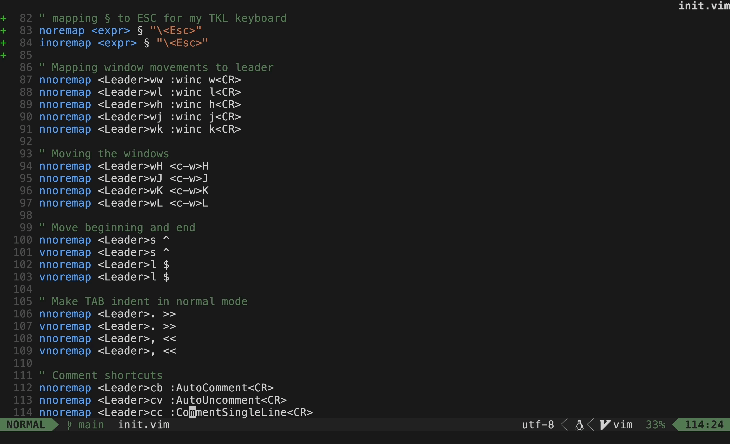 init.vim
+ 82 " mapping § to ESC for my TKL keyboard
+ 83 noremap <expr> § "\<Esc>"
+ 84 inoremap <expr> § "\<Esc>"
+ 85
86 " Mapping window movements to leader
87 nnoremap <Leader>ww :winc w<CR>
88 nnoremap <Leader>wl :winc l<CR>
89 nnoremap <Leader>wh :winc h<CR>
90 nnoremap <Leader>wj :winc j<CR>
91 nnoremap <Leader>wk :winc k<CR>
92
93 " Moving the windows
94 nnoremap <Leader>wH <c-w>H
95 nnoremap <Leader>wJ <c-w>J
96 nnoremap <Leader>wK <c-w>K
97 nnoremap <Leader>wL <c-w>L
98
99 " Move beginning and end
100 nnoremap <Leader>s ^
101 vnoremap <Leader>s ^
102 nnoremap <Leader>l $
103 vnoremap <Leader>l $
104
105 " Make TAB indent in normal mode
106 nnoremap <Leader>. >>
107 vnoremap <Leader>. >>
108 nnoremap <Leader>, <<
109 vnoremap <Leader>, <<
110
111 " Comment shortcuts
112 nnoremap <Leader>cb :AutoComment<CR>
113 nnoremap <Leader>cv :AutoUncomment<CR>
114 nnoremap <Leader>cc :CommentSingleLine<CR>
NORMAL main init.vim utf-8 vim 33% 114:24